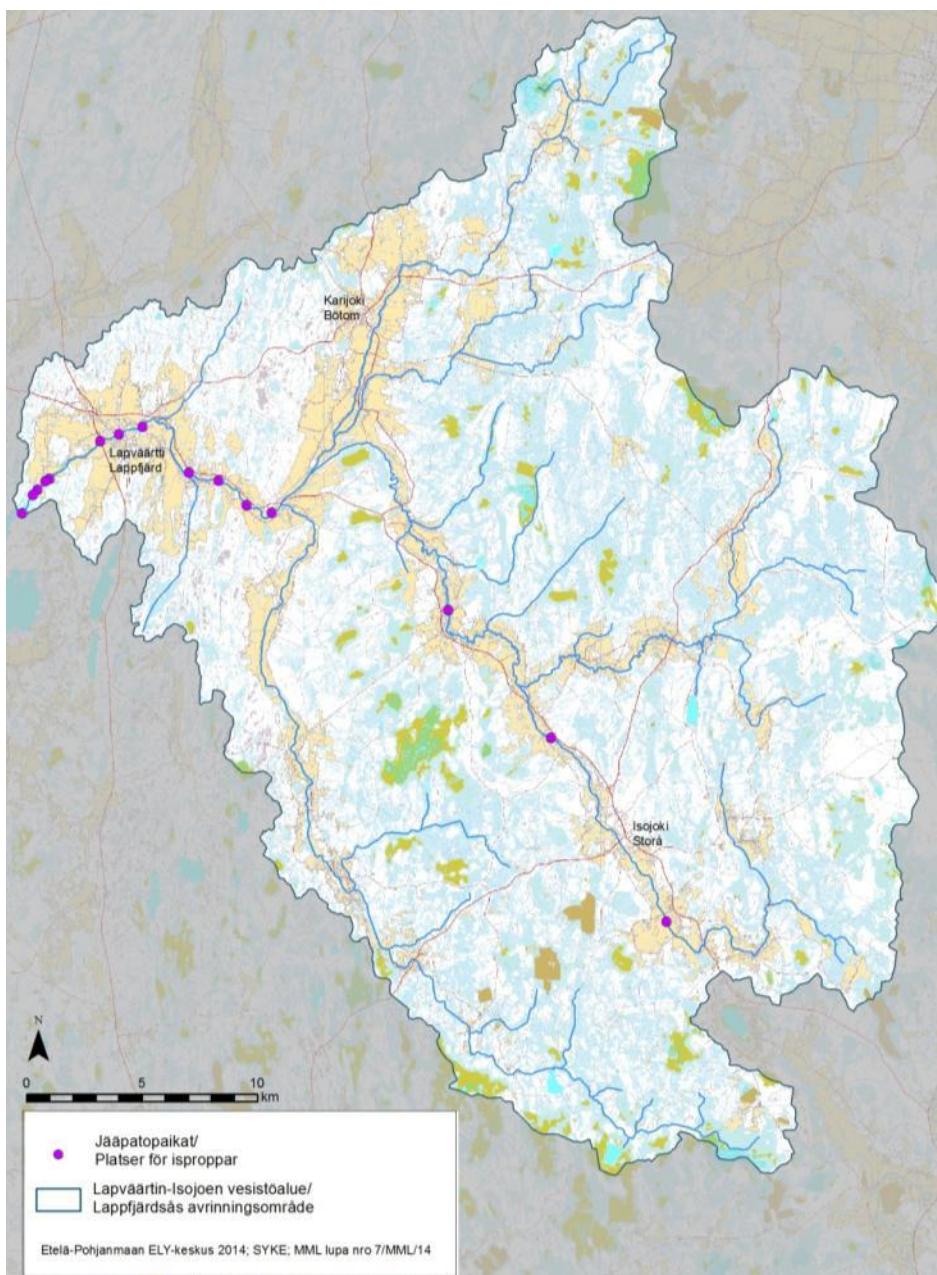 Karijoki
Bötom
Lapväärtti
Lappfjärd
Isojoki
Storå
N
0 5 10
km
Jääpatopaikat/
Platser för isproppar
Lapväärtin-Isojoen vesistöalue/
Lappfjärdsås avrinningsområde
Etelä-Pohjanmaan ELY-keskus 2014; SYKE; MML lupa nro 7/MML/14